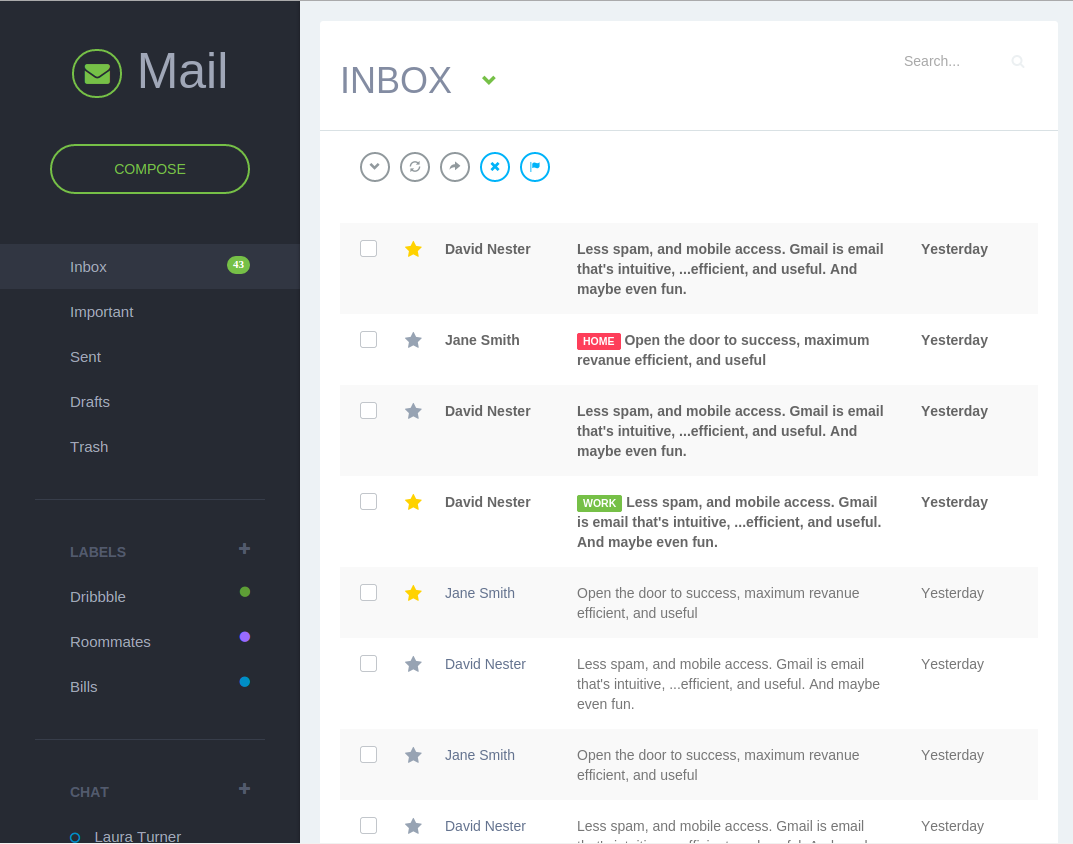 Mail
COMPOSE
Inbox 43
Important
Sent
Drafts
Trash
LABELS
Dribbble
Roommates
Bills
CHAT
Laura Turner
INBOX
Search...
David Nester
Less spam, and mobile access. Gmail is email
that's intuitive, ...efficient, and useful. And
maybe even fun.
Yesterday
Jane Smith
HOME Open the door to success, maximum
revanue efficient, and useful
Yesterday
David Nester
Less spam, and mobile access. Gmail is email
that's intuitive, ...efficient, and useful. And
maybe even fun.
Yesterday
David Nester
WORK Less spam, and mobile access. Gmail
is email that's intuitive, ...efficient, and useful.
And maybe even fun.
Yesterday
Jane Smith
Open the door to success, maximum revanue
efficient, and useful
Yesterday
David Nester
Less spam, and mobile access. Gmail is email
that's intuitive, ...efficient, and useful. And maybe
even fun.
Yesterday
Jane Smith
Open the door to success, maximum revanue
efficient, and useful
Yesterday
David Nester
Less spam, and mobile access. Gmail is email
Yesterday